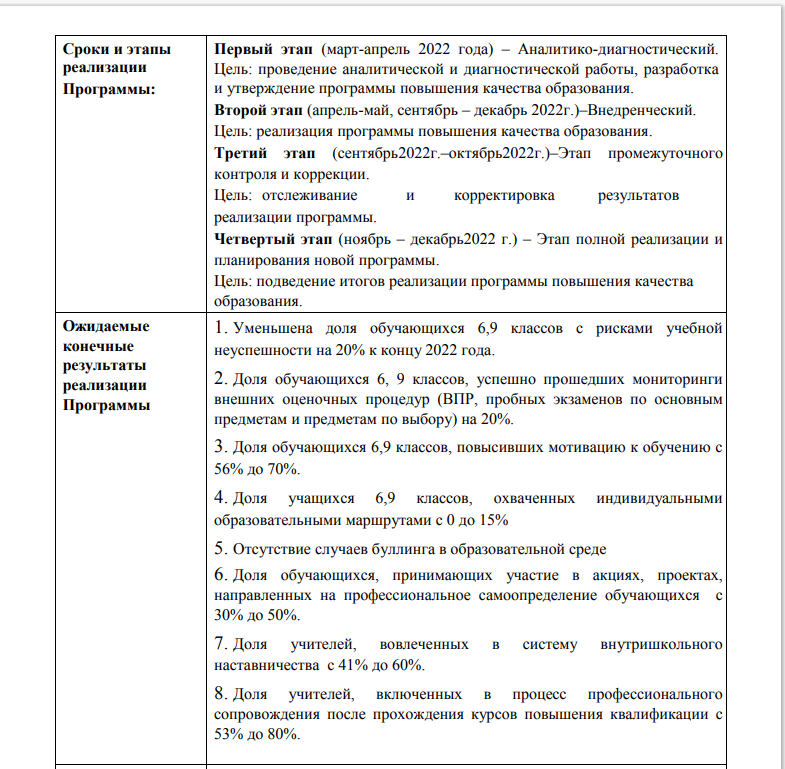 Сроки и этапы
реализации
Программы:
Первый этап (март-апрель 2022 года) – Аналитико-диагностический.
Цель: проведение аналитической и диагностической работы, разработка
и утверждение программы повышения качества образования.
Второй этап (апрель-май, сентябрь – декабрь 2022г.)–Внедренческий.
Цель: реализация программы повышения качества образования.
Третий этап (сентябрь2022г.–октябрь2022г.)–Этап промежуточного
контроля и коррекции.
Цель: отслеживание и корректировка результатов
реализации программы.
Четвертый этап (ноябрь – декабрь2022 г.) – Этап полной реализации и
планирования новой программы.
Цель: подведение итогов реализации программы повышения качества
образования.
Ожидаемые
конечные
результаты
реализации
Программы
1. Уменьшена доля обучающихся 6,9 классов с рисками учебной
неуспешности на 20% к концу 2022 года.
2. Доля обучающихся 6, 9 классов, успешно прошедших мониторинги
внешних оценочных процедур (ВПР, пробных экзаменов по основным
предметам и предметам по выбору) на 20%.
3. Доля обучающихся 6,9 классов, повысивших мотивацию к обучению с
56% до 70%.
4. Доля учащихся 6,9 классов, охваченных индивидуальными
образовательными маршрутами с 0 до 15%
5. Отсутствие случаев буллинга в образовательной среде
6. Доля обучающихся, принимающих участие в акциях, проектах,
направленных на профессиональное самоопределение обучающихся с
30% до 50%.
7. Доля учителей, вовлеченных в систему внутришкольного
наставничества с 41% до 60%.
8. Доля учителей, включенных в процесс профессионального
сопровождения после прохождения курсов повышения квалификации с
53% до 80%.